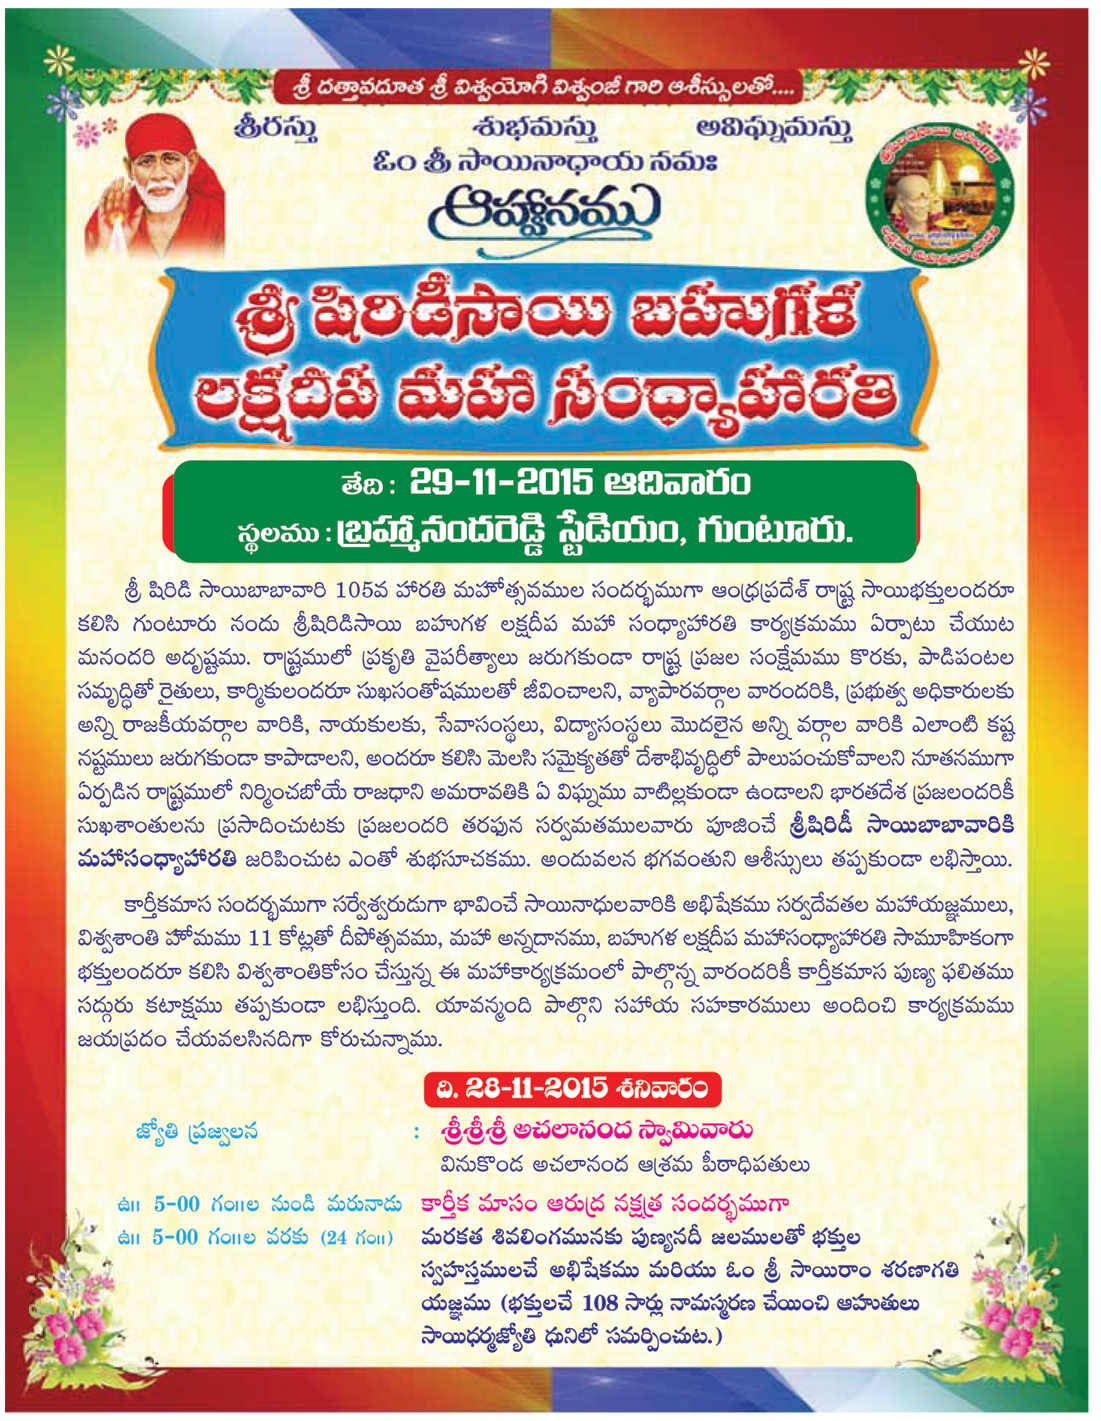 శ్రీ దత్తావదూత శ్రీ విశ్వయోగి విశ్వంజీ గారి ఆశీస్సులతో....
శ్రీరస్తు శుభమస్తు అవిఘ్నమస్తు
ఓం శ్రీ సాయినాధాయ నమః
ఆహ్వానము
శ్రీ షిరిడీసాయి బహుగళ
లక్షదీప మహా సంధ్యాహారతి
తేది : 29-11-2015 ఆదివారం
స్థలము : బ్రహ్మానందరెడ్డి స్టేడియం, గుంటూరు.
శ్రీ షిరిడి సాయిబాబావారి 105వ హారతి మహోత్సవముల సందర్భముగా ఆంధ్రప్రదేశ్ రాష్ట్ర సాయిభక్తులందరూ
కలిసి గుంటూరు నందు శ్రీషిరిడిసాయి బహుగళ లక్షదీప మహా సంధ్యాహారతి కార్యక్రమము ఏర్పాటు చేయుట
మనందరి అదృష్టము. రాష్ట్రములో ప్రకృతి వైపరీత్యాలు జరుగకుండా రాష్ట్ర ప్రజల సంక్షేమము కొరకు, పాడిపంటల
సమృద్ధితో రైతులు, కార్మికులందరూ సుఖసంతోషములతో జీవించాలని, వ్యాపారవర్గాల వారందరికి, ప్రభుత్వ అధికారులకు
అన్ని రాజకీయవర్గాల వారికి, నాయకులకు, సేవాసంస్థలు, విద్యాసంస్థలు మొదలైన అన్ని వర్గాల వారికి ఎలాంటి కష్ట
నష్టములు జరుగకుండా కాపాడాలని, అందరూ కలిసి మెలసి సమైక్యతతో దేశాభివృద్ధిలో పాలుపంచుకోవాలని నూతనముగా
ఏర్పడిన రాష్ట్రములో నిర్మించబోయే రాజధాని అమరావతికి ఏ విఘ్నము వాటిల్లకుండా ఉండాలని భారతదేశ ప్రజలందరికీ
సుఖశాంతులను ప్రసాదించుటకు ప్రజలందరి తరఫున సర్వమతములవారు పూజించే శ్రీషిరిడీ సాయిబాబావారికి
మహాసంధ్యాహారతి జరిపించుట ఎంతో శుభసూచకము. అందువలన భగవంతుని ఆశీస్సులు తప్పకుండా లభిస్తాయి.
కార్తీకమాస సందర్భముగా సర్వేశ్వరుడుగా భావించే సాయినాధులవారికి అభిషేకము సర్వదేవతల మహాయజ్ఞములు,
విశ్వశాంతి హోమము 11 కోట్లతో దీపోత్సవము, మహా అన్నదానము, బహుగళ లక్షదీప మహాసంధ్యాహారతి సామూహికంగా
భక్తులందరూ కలిసి విశ్వశాంతికోసం చేస్తున్న ఈ మహాకార్యక్రమంలో పాల్గొన్న వారందరికీ కార్తీకమాస పుణ్య ఫలితము
సద్గురు కటాక్షము తప్పకుండా లభిస్తుంది. యావన్మంది పాల్గొని సహాయ సహకారములు అందించి కార్యక్రమము
జయప్రదం చేయవలసినదిగా కోరుచున్నాము.
ది. 28-11-2015 శనివారం
జ్యోతి ప్రజ్వలన : శ్రీశ్రీశ్రీ అచలానంద స్వామివారు
వినుకొండ అచలానంద ఆశ్రమ పీఠాధిపతులు
ఉ॥ 5-00 గం॥ల నుండి మరునాడు కార్తీక మాసం ఆరుద్ర నక్షత్ర సందర్భముగా
ఉ॥ 5-00 గం॥ల వరకు (24 గం॥) మరకత శివలింగమునకు పుణ్యనదీ జలములతో భక్తుల
స్వహస్తములచే అభిషేకము మరియు ఓం శ్రీ సాయిరాం శరణాగతి
యజ్ఞము (భక్తులచే 108 సార్లు నామస్మరణ చేయించి ఆహుతులు
సాయిధర్మజ్యోతి ధునిలో సమర్పించుట.)